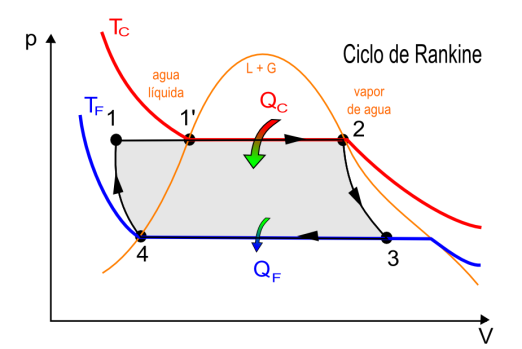 p
T_C
Ciclo de Rankine
agua
líquida
L + G
vapor
de agua
T_F
1
1'
Q_C
2
4
3
Q_F
V